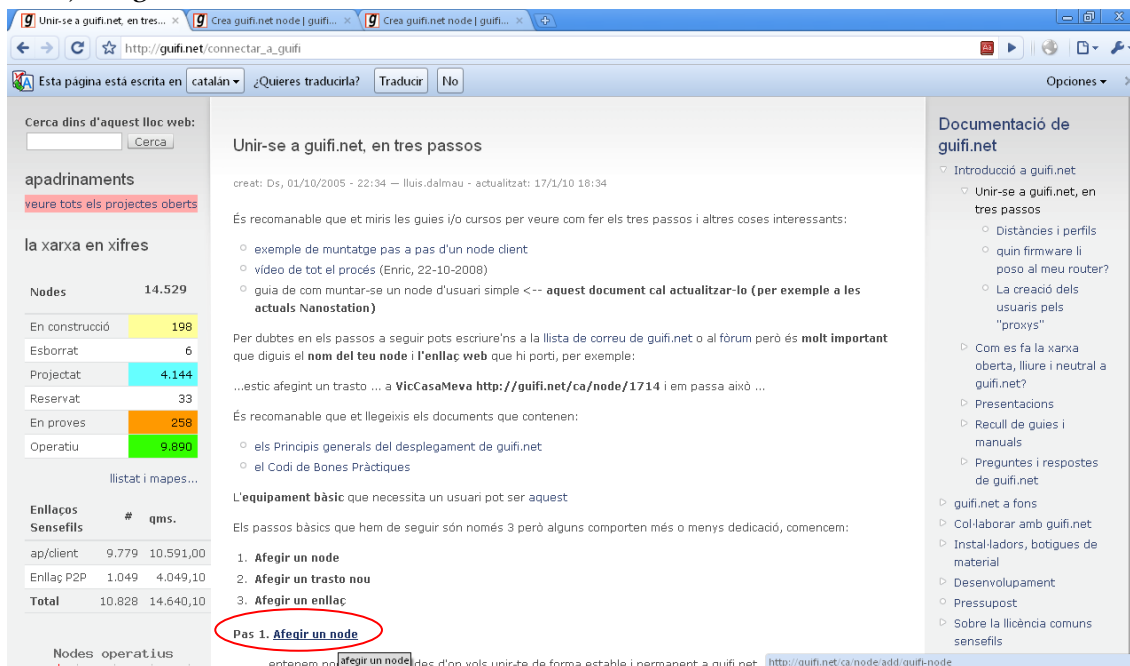 Unir-se a guifi.net, en tres...
Crea guifi.net node | guifi...
Crea guifi.net node | guifi...
http://guifi.net/connectar_a_guifi
Esta página está escrita en catalán ¿Quieres traducirla? Traducir No Opciones
Cerca dins d'aquest lloc web:
Cerca
apadrinaments
veure tots els projectes oberts
la xarxa en xifres
Nodes 14.529
En construcció 198
Esborrat 6
Projectat 4.144
Reservat 33
En proves 258
Operatiu 9.890
llistat i mapes...
Enllaços
Sensefils # qms.
ap/client 9.779 10.591,00
Enllaç P2P 1.049 4.049,10
Total 10.828 14.640,10
Nodes operatius
Unir-se a guifi.net, en tres passos
creat: Ds, 01/10/2005 - 22:34 — lluis.dalmau - actualitzat: 17/1/10 18:34
És recomanable que et miris les guies i/o cursos per veure com fer els tres passos i altres coses interessants:
exemple de muntatge pas a pas d'un node client
vídeo de tot el procés (Enric, 22-10-2008)
guia de com muntar-se un node d'usuari simple <-- aquest document cal actualitzar-lo (per exemple a les
actuals Nanostation)
Per dubtes en els passos a seguir pots escriure'ns a la llista de correu de guifi.net o al fòrum però és molt important
que diguis el nom del teu node i l'enllaç web que hi porti, per exemple:
...estic afegint un trasto ... a VicCasaMeva http://guifi.net/ca/node/1714 i em passa això ...
És recomanable que et llegeixis els documents que contenen:
els Principis generals del desplegament de guifi.net
el Codi de Bones Pràctiques
L'equipament bàsic que necessita un usuari pot ser aquest
Els passos bàsics que hem de seguir són només 3 però alguns comporten més o menys dedicació, comencem:
1. Afegir un node
2. Afegir un trasto nou
3. Afegir un enllaç
Pas 1. Afegir un node
afegir un node
entenem no des d'on vols unir-te de forma estable i permanent a guifi.net
http://guifi.net/ca/node/add/guifi-node
Documentació de
guifi.net
Introducció a guifi.net
Unir-se a guifi.net, en
tres passos
Distàncies i perfils
quin firmware li
poso al meu router?
La creació dels
usuaris pels
"proxys"
Com es fa la xarxa
oberta, lliure i neutral a
guifi.net?
Presentacions
Recull de guies i
manuals
Preguntes i respostes
de guifi.net
guifi.net a fons
Col·laborar amb guifi.net
Instal·ladors, botigues de
material
Desenvolupament
Pressupost
Sobre la llicència comuns
sensefils